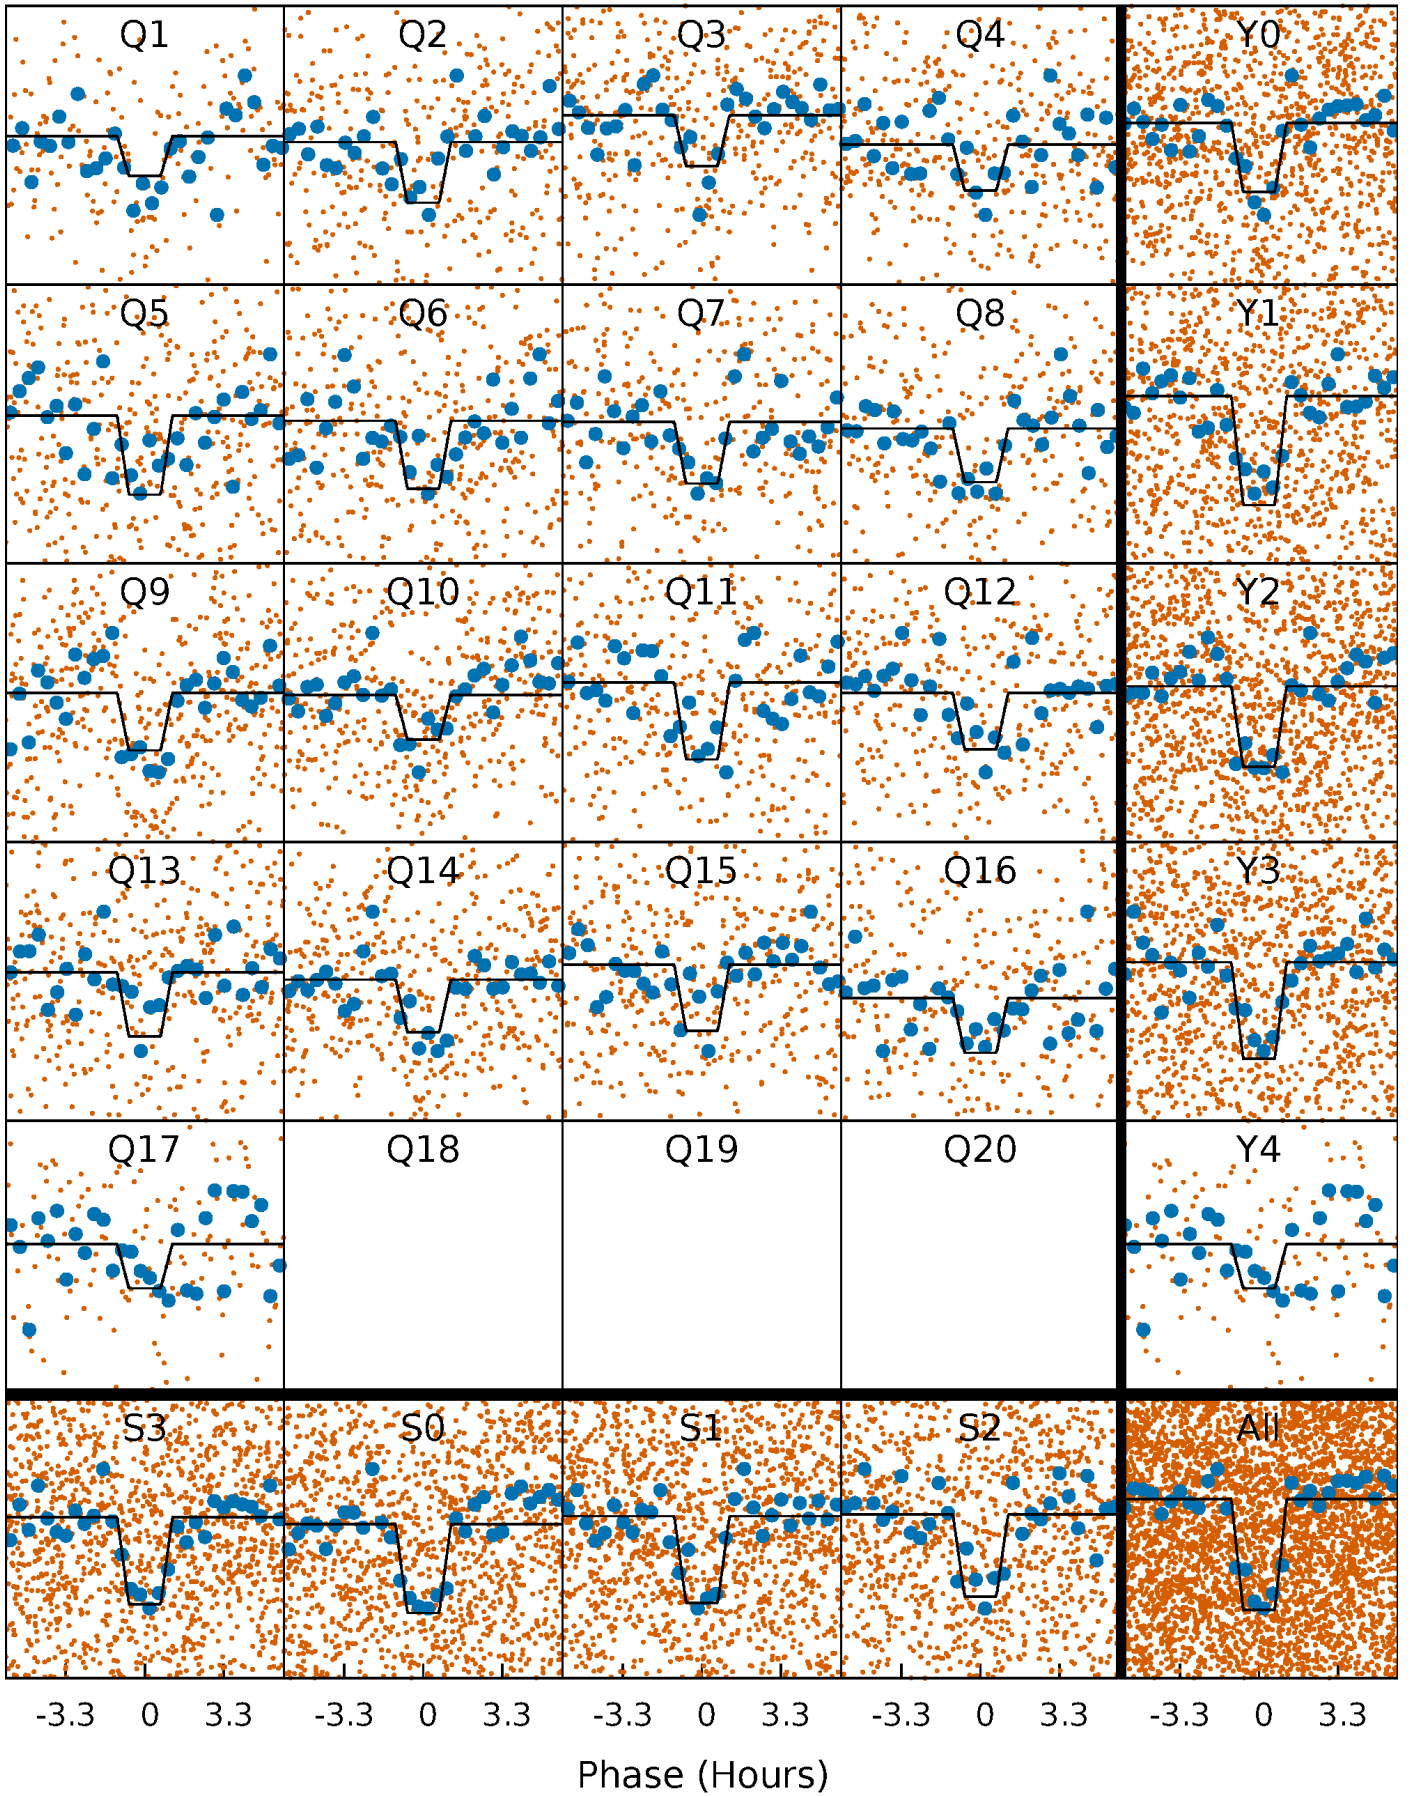 Q1 Q2 Q3 Q4 Y0
Q5 Q6 Q7 Q8 Y1
Q9 Q10 Q11 Q12 Y2
Q13 Q14 Q15 Q16 Y3
Q17 Q18 Q19 Q20 Y4
S3 S0 S1 S2 All
-3.3 0 3.3 -3.3 0 3.3 -3.3 0 3.3 -3.3 0 3.3 -3.3 0 3.3
Phase (Hours)